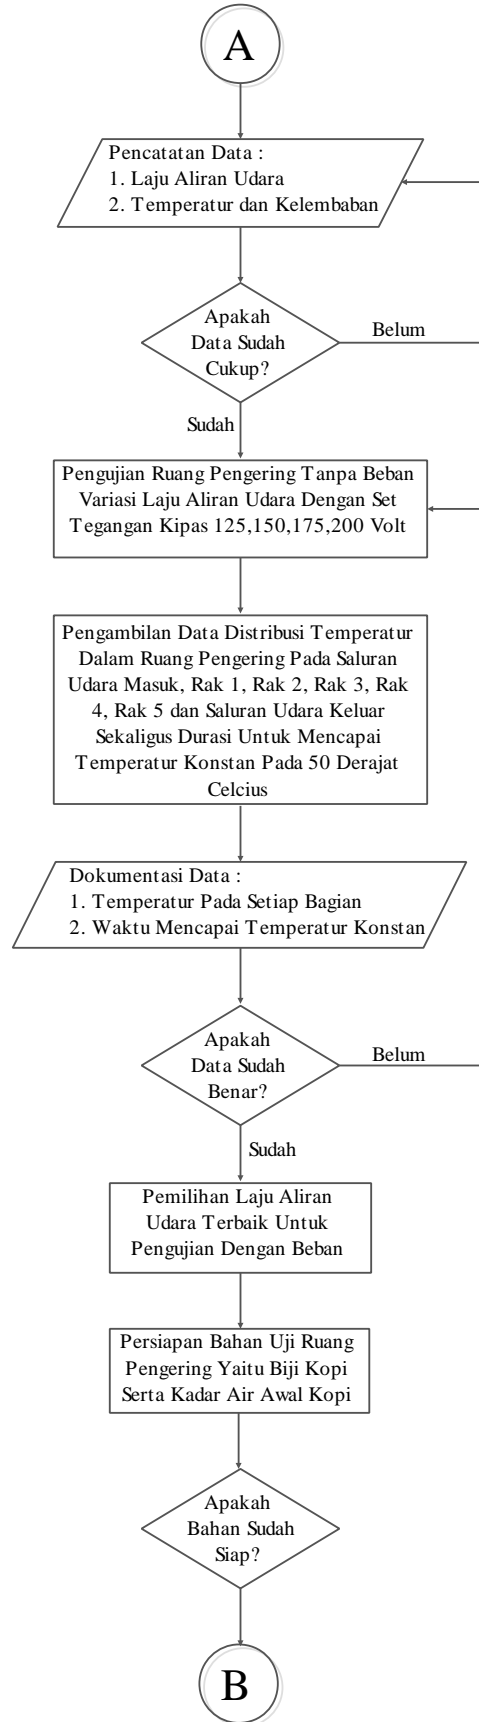 A
Pencatatan Data :
1. Laju Aliran Udara
2. Temperatur dan Kelembaban
Apakah
Data Sudah
Cukup?
Belum
Sudah
Pengujian Ruang Pengering Tanpa Beban
Variasi Laju Aliran Udara Dengan Set
Tegangan Kipas 125,150,175,200 Volt
Pengambilan Data Distribusi Temperatur
Dalam Ruang Pengering Pada Saluran
Udara Masuk, Rak 1, Rak 2, Rak 3, Rak
4, Rak 5 dan Saluran Udara Keluar
Sekaligus Durasi Untuk Mencapai
Temperatur Konstan Pada 50 Derajat
Celcius
Dokumentasi Data :
1. Temperatur Pada Setiap Bagian
2. Waktu Mencapai Temperatur Konstan
Apakah
Data Sudah
Benar?
Belum
Sudah
Pemilihan Laju Aliran
Udara Terbaik Untuk
Pengujian Dengan Beban
Persiapan Bahan Uji Ruang
Pengering Yaitu Biji Kopi
Serta Kadar Air Awal Kopi
Apakah
Bahan Sudah
Siap?
B